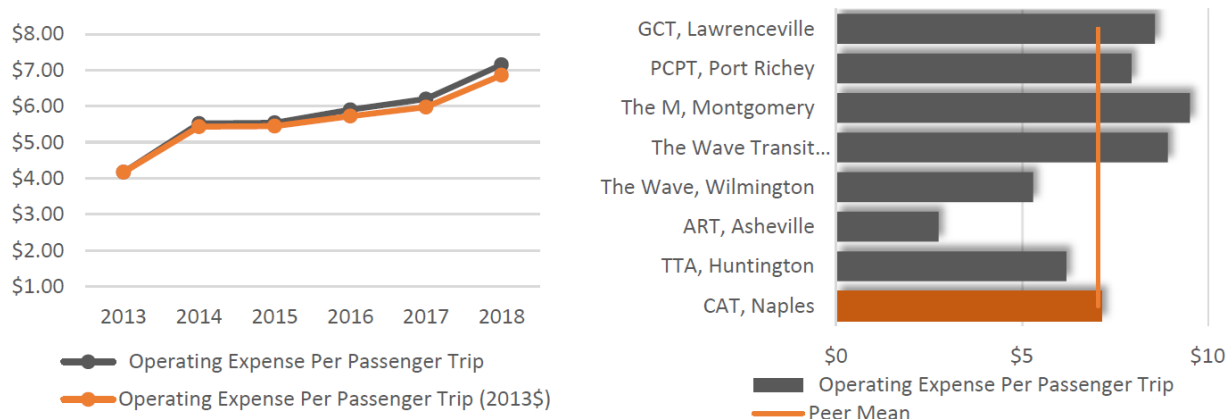 $8.00
$7.00
$6.00
$5.00
$4.00
$3.00
$2.00
$1.00
2013 2014 2015 2016 2017 2018
Operating Expense Per Passenger Trip
Operating Expense Per Passenger Trip (2013$)
GCT, Lawrenceville
PCPT, Port Richey
The M, Montgomery
The Wave Transit...
The Wave, Wilmington
ART, Asheville
TTA, Huntington
CAT, Naples
$0 $5 $10
Operating Expense Per Passenger Trip
Peer Mean